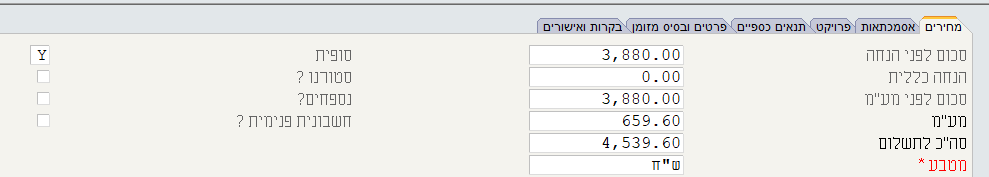 מחירים אסמכתאות פרויקט תנאים כספיים פרטים ובסיס מזומן בקרות ואישורים
סכום לפני הנחה 3,880.00 סופית Y
הנחה כללית 0.00 סטורנו ?
סכום לפני מע"מ 3,880.00 נספחים?
מע"מ 659.60 חשבונית פנימית ?
סה"כ לתשלום 4,539.60
מטבע * ש"ח